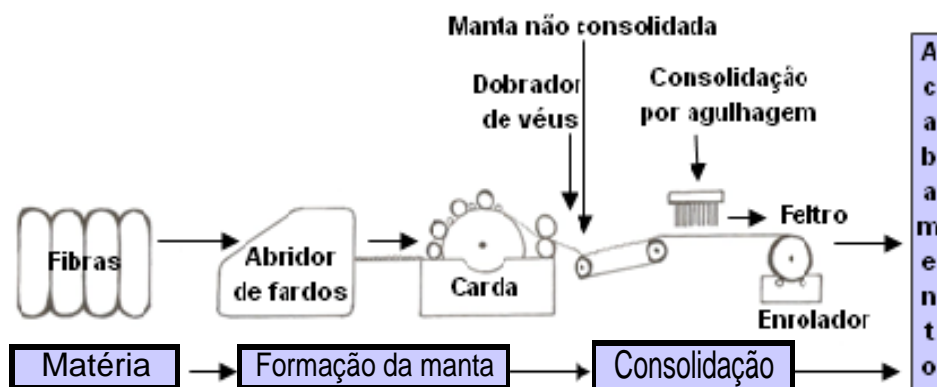 Manta não consolidada
Dobrador
de véus
Consolidação
por agulhagem
Fibras
Abridor
de fardos
Carda
Feltro
Enrolador
Matéria
Formação da manta
Consolidação
Acabamento